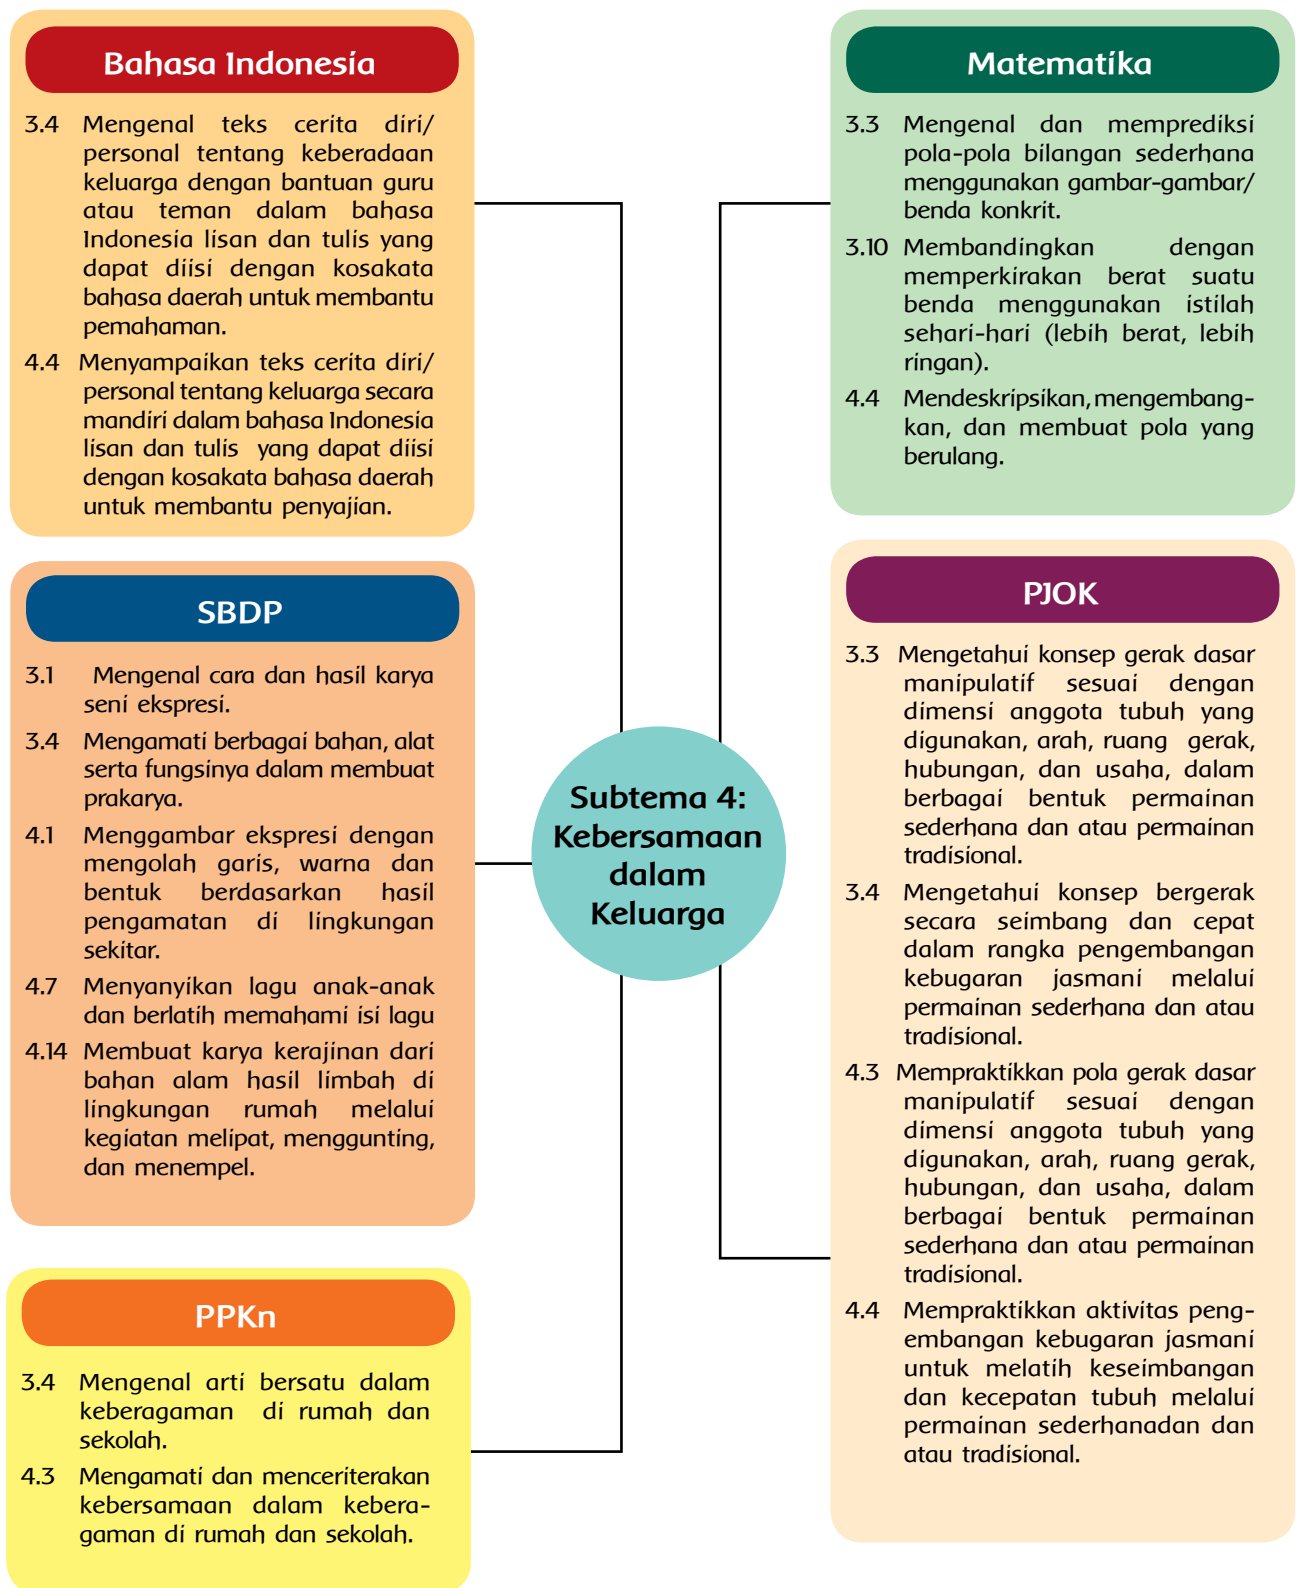 Bahasa Indonesia
3.4 Mengenal teks cerita diri/
personal tentang keberadaan
keluarga dengan bantuan guru
atau teman dalam bahasa
Indonesia lisan dan tulis yang
dapat diisi dengan kosakata
bahasa daerah untuk membantu
pemahaman.
4.4 Menyampaikan teks cerita diri/
personal tentang keluarga secara
mandiri dalam bahasa Indonesia
lisan dan tulis yang dapat diisi
dengan kosakata bahasa daerah
untuk membantu penyajian.
SBDP
3.1 Mengenal cara dan hasil karya
seni ekspresi.
3.4 Mengamati berbagai bahan, alat
serta fungsinya dalam membuat
prakarya.
4.1 Menggambar ekspresi dengan
mengolah garis, warna dan
bentuk berdasarkan hasil
pengamatan di lingkungan
sekitar.
4.7 Menyanyikan lagu anak-anak
dan berlatih memahami isi lagu
4.14 Membuat karya kerajinan dari
bahan alam hasil limbah di
lingkungan rumah melalui
kegiatan melipat, menggunting,
dan menempel.
PPKn
3.4 Mengenal arti bersatu dalam
keberagaman di rumah dan
sekolah.
4.3 Mengamati dan menceriterakan
kebersamaan dalam kebera-
gaman di rumah dan sekolah.
Subtema 4:
Kebersamaan
dalam
Keluarga
Matematika
3.3 Mengenal dan memprediksi
pola-pola bilangan sederhana
menggunakan gambar-gambar/
benda konkrit.
3.10 Membandingkan dengan
memperkirakan berat suatu
benda menggunakan istilah
sehari-hari (lebih berat, lebih
ringan).
4.4 Mendeskripsikan, mengembang-
kan, dan membuat pola yang
berulang.
PJOK
3.3 Mengetahui konsep gerak dasar
manipulatif sesuai dengan
dimensi anggota tubuh yang
digunakan, arah, ruang gerak,
hubungan, dan usaha, dalam
berbagai bentuk permainan
sederhana dan atau permainan
tradisional.
3.4 Mengetahui konsep bergerak
secara seimbang dan cepat
dalam rangka pengembangan
kebugaran jasmani melalui
permainan sederhana dan atau
tradisional.
4.3 Mempraktikkan pola gerak dasar
manipulatif sesuai dengan
dimensi anggota tubuh yang
digunakan, arah, ruang gerak,
hubungan, dan usaha, dalam
berbagai bentuk permainan
sederhana dan atau permainan
tradisional.
4.4 Mempraktikkan aktivitas peng-
embangan kebugaran jasmani
untuk melatih keseimbangan
dan kecepatan tubuh melalui
permainan sederhanadan dan
atau tradisional.